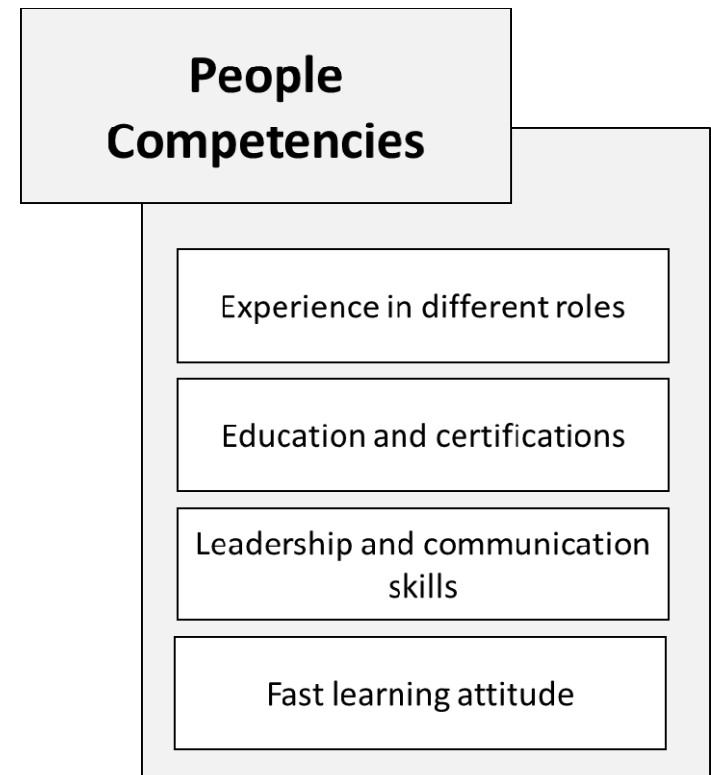 People
Competencies
Experience in different roles
Education and certifications
Leadership and communication
skills
Fast learning attitude